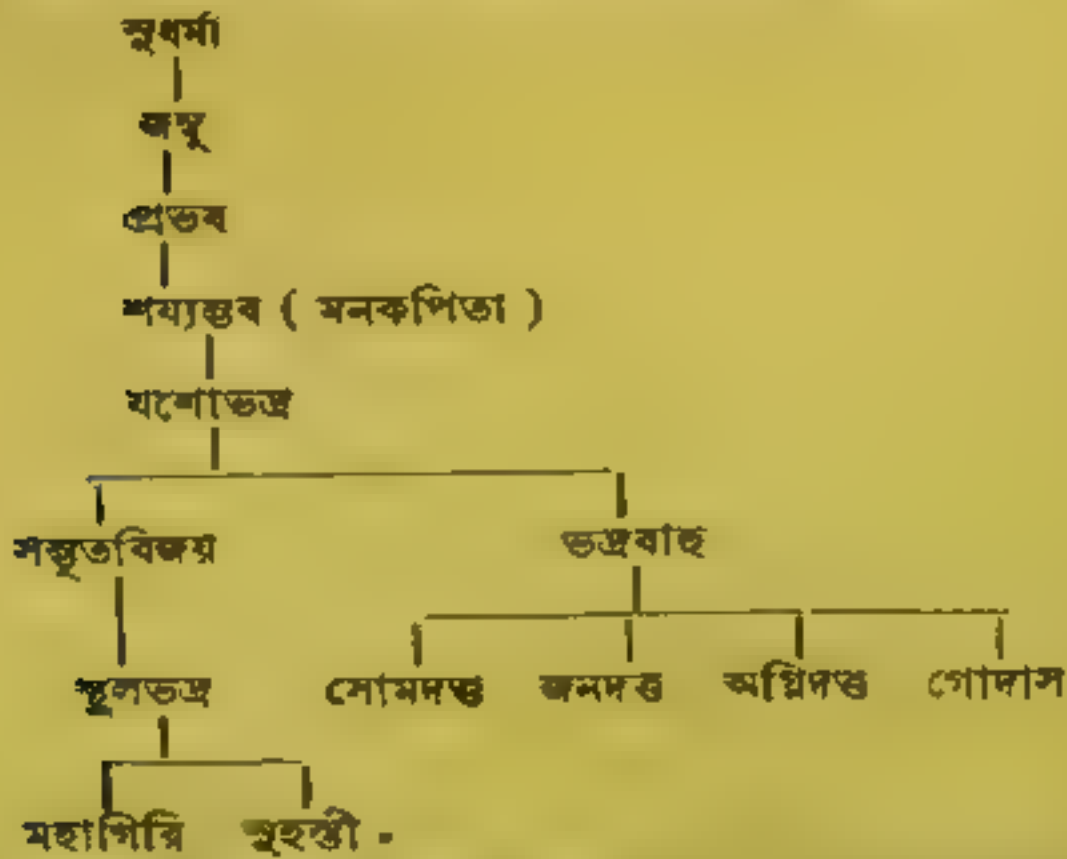 সুধর্মা
জম্বু
প্রভব
শয্যম্ভব ( মনকপিতা )
যশোভদ্র
সম্ভূতবিজয় ভদ্রবাহু
স্থূলভদ্র সোমদত্ত জনদত্ত অগ্নিদত্ত গোদাস
মহাগিরি সুহস্তী -